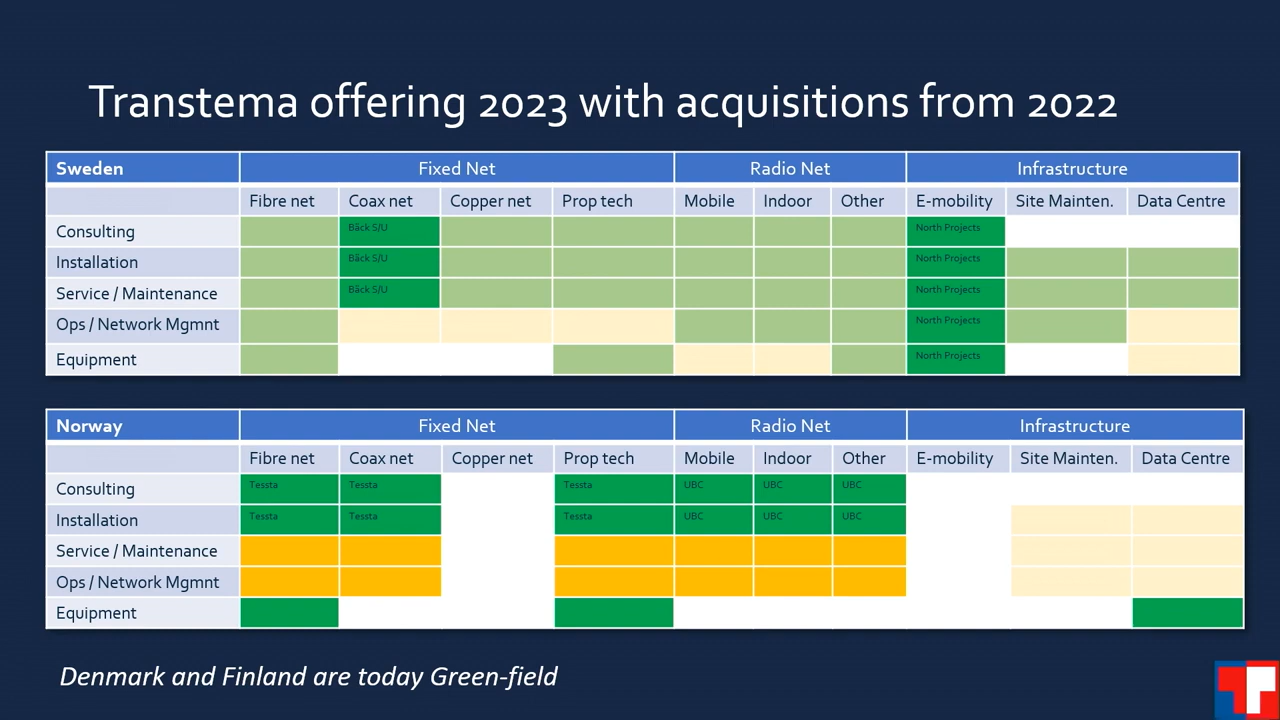 Transtema offering 2023 with acquisitions from 2022
Sweden Fixed Net Radio Net Infrastructure
Fibre net Coax net Copper net Prop tech Mobile Indoor Other E-mobility Site Mainten. Data Centre
Consulting Bäck S/U North Projects
Installation Bäck S/U North Projects
Service / Maintenance Bäck S/U North Projects
Ops / Network Mgmnt North Projects
Equipment North Projects
Norway Fixed Net Radio Net Infrastructure
Fibre net Coax net Copper net Prop tech Mobile Indoor Other E-mobility Site Mainten. Data Centre
Consulting Tessta Tessta Tessta UBC UBC UBC
Installation Tessta Tessta Tessta UBC UBC UBC
Service / Maintenance
Ops / Network Mgmnt
Equipment
Denmark and Finland are today Green-field